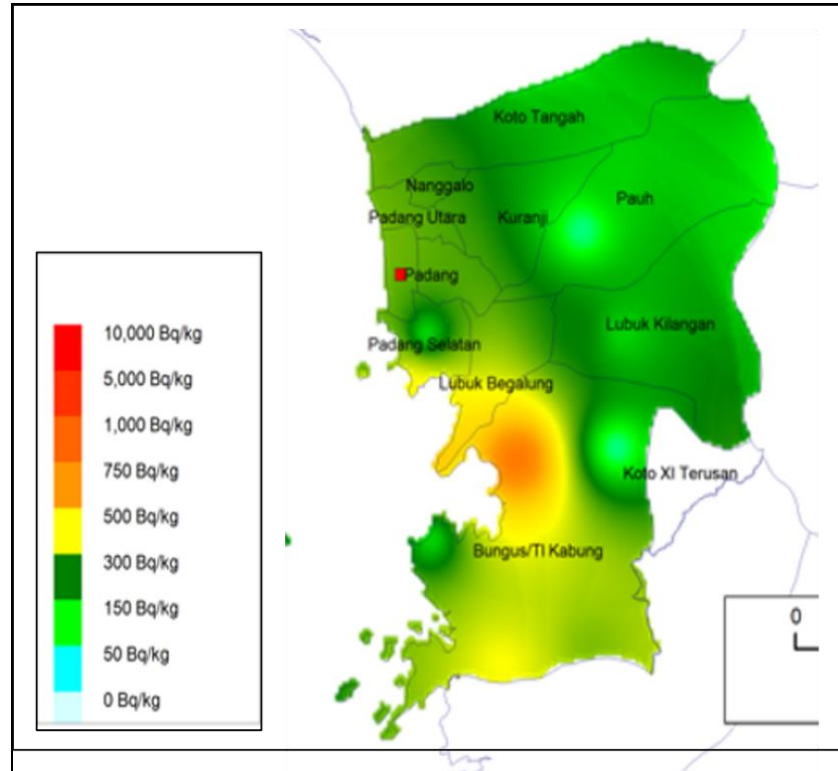 Koto Tangah
Nanggalo
Pauh
Padang Utara
Kuranji
Padang
Lubuk Kilangan
Padang Selatan
Lubuk Begalung
Koto XI Terusan
Bungus/Tl Kabung
10,000 Bq/kg
5,000 Bq/kg
1,000 Bq/kg
750 Bq/kg
500 Bq/kg
300 Bq/kg
150 Bq/kg
50 Bq/kg
0 Bq/kg
0